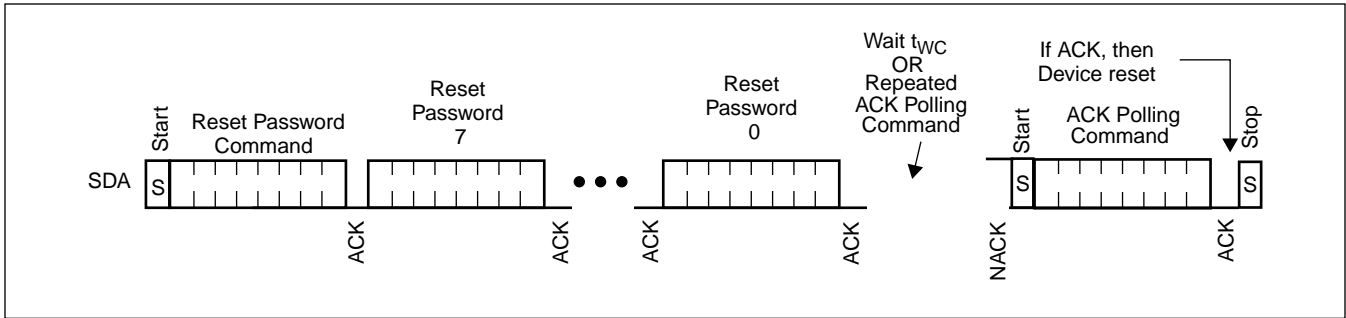 SDA
Start
S
Reset Password
Command
ACK
Reset
Password
7
ACK
ACK
Reset
Password
0
ACK
Wait tWC
OR
Repeated
ACK Polling
Command
NACK
Start
S
ACK Polling
Command
If ACK, then
Device reset
ACK
Stop
S